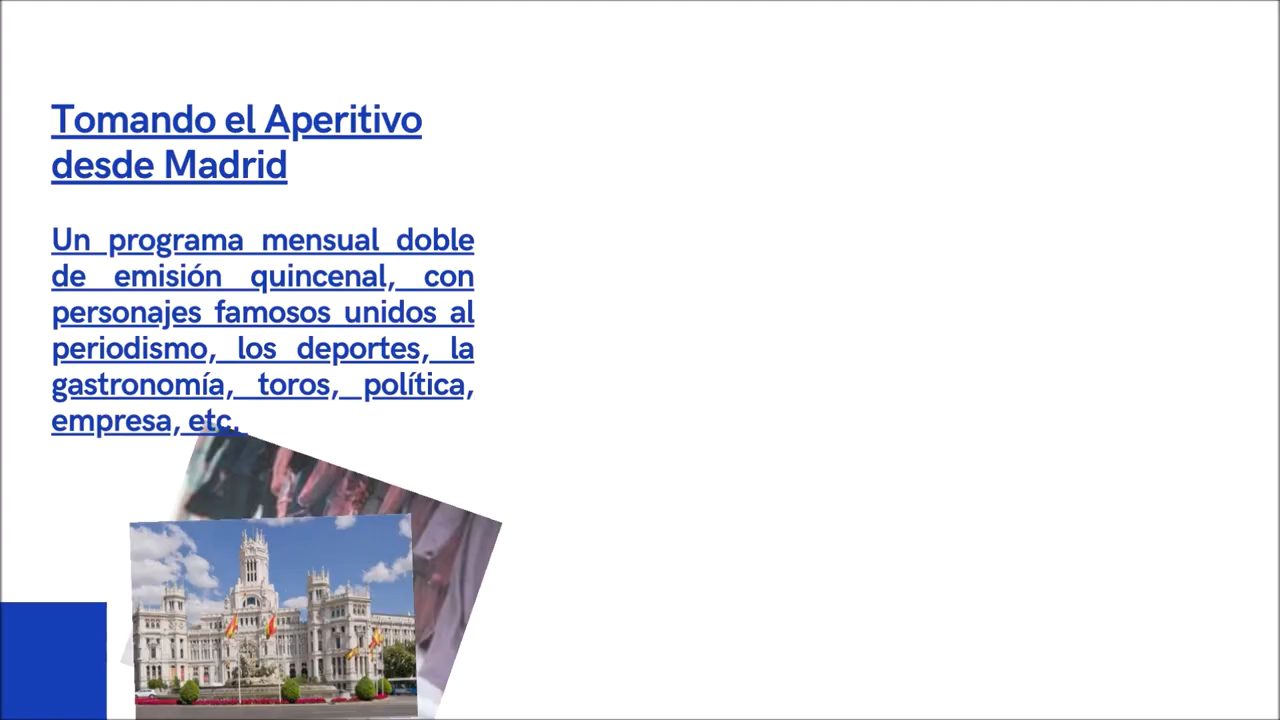 Tomando el Aperitivo
desde Madrid
Un programa mensual doble
de emisión quincenal, con
personajes famosos unidos al
periodismo, los deportes, la
gastronomía, toros, política,
empresa, etc.